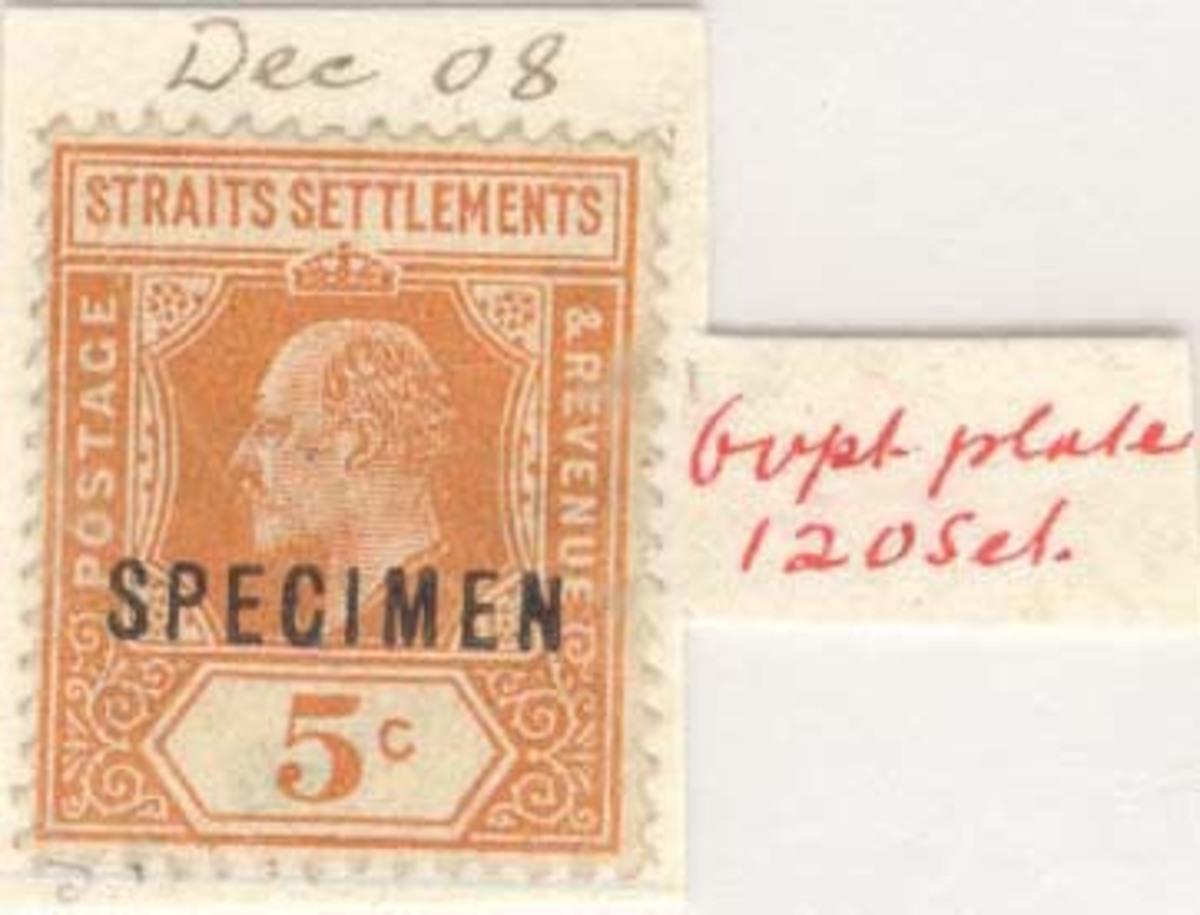 Dec 08
STRAITS SETTLEMENTS
POSTAGE
& REVENUE
SPECIMEN
5c
ovpt plate
120 Set.